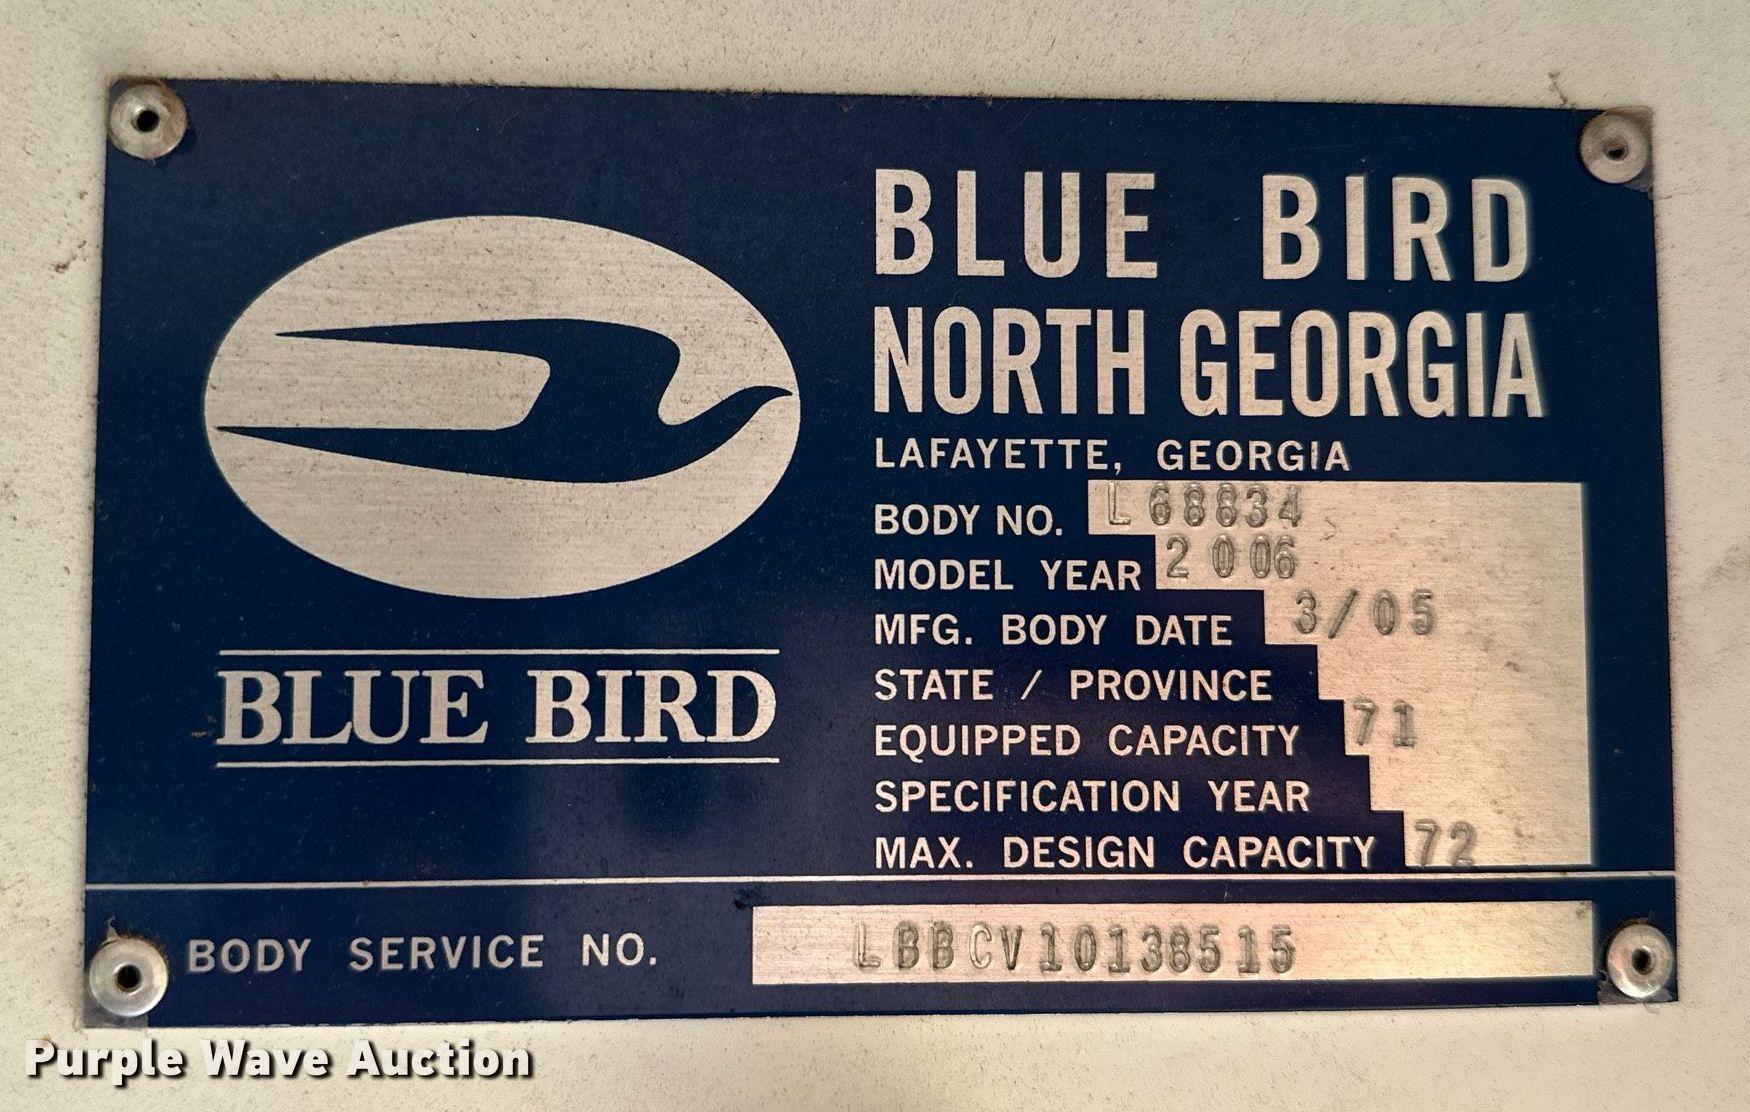 BLUE BIRD
NORTH GEORGIA
LAFAYETTE, GEORGIA
BODY NO. L68834
MODEL YEAR 2006
MFG. BODY DATE 3/05
STATE / PROVINCE
EQUIPPED CAPACITY 71
SPECIFICATION YEAR
MAX. DESIGN CAPACITY 72
BLUE BIRD
BODY SERVICE NO. LBBCV10138515
Purple Wave Auction